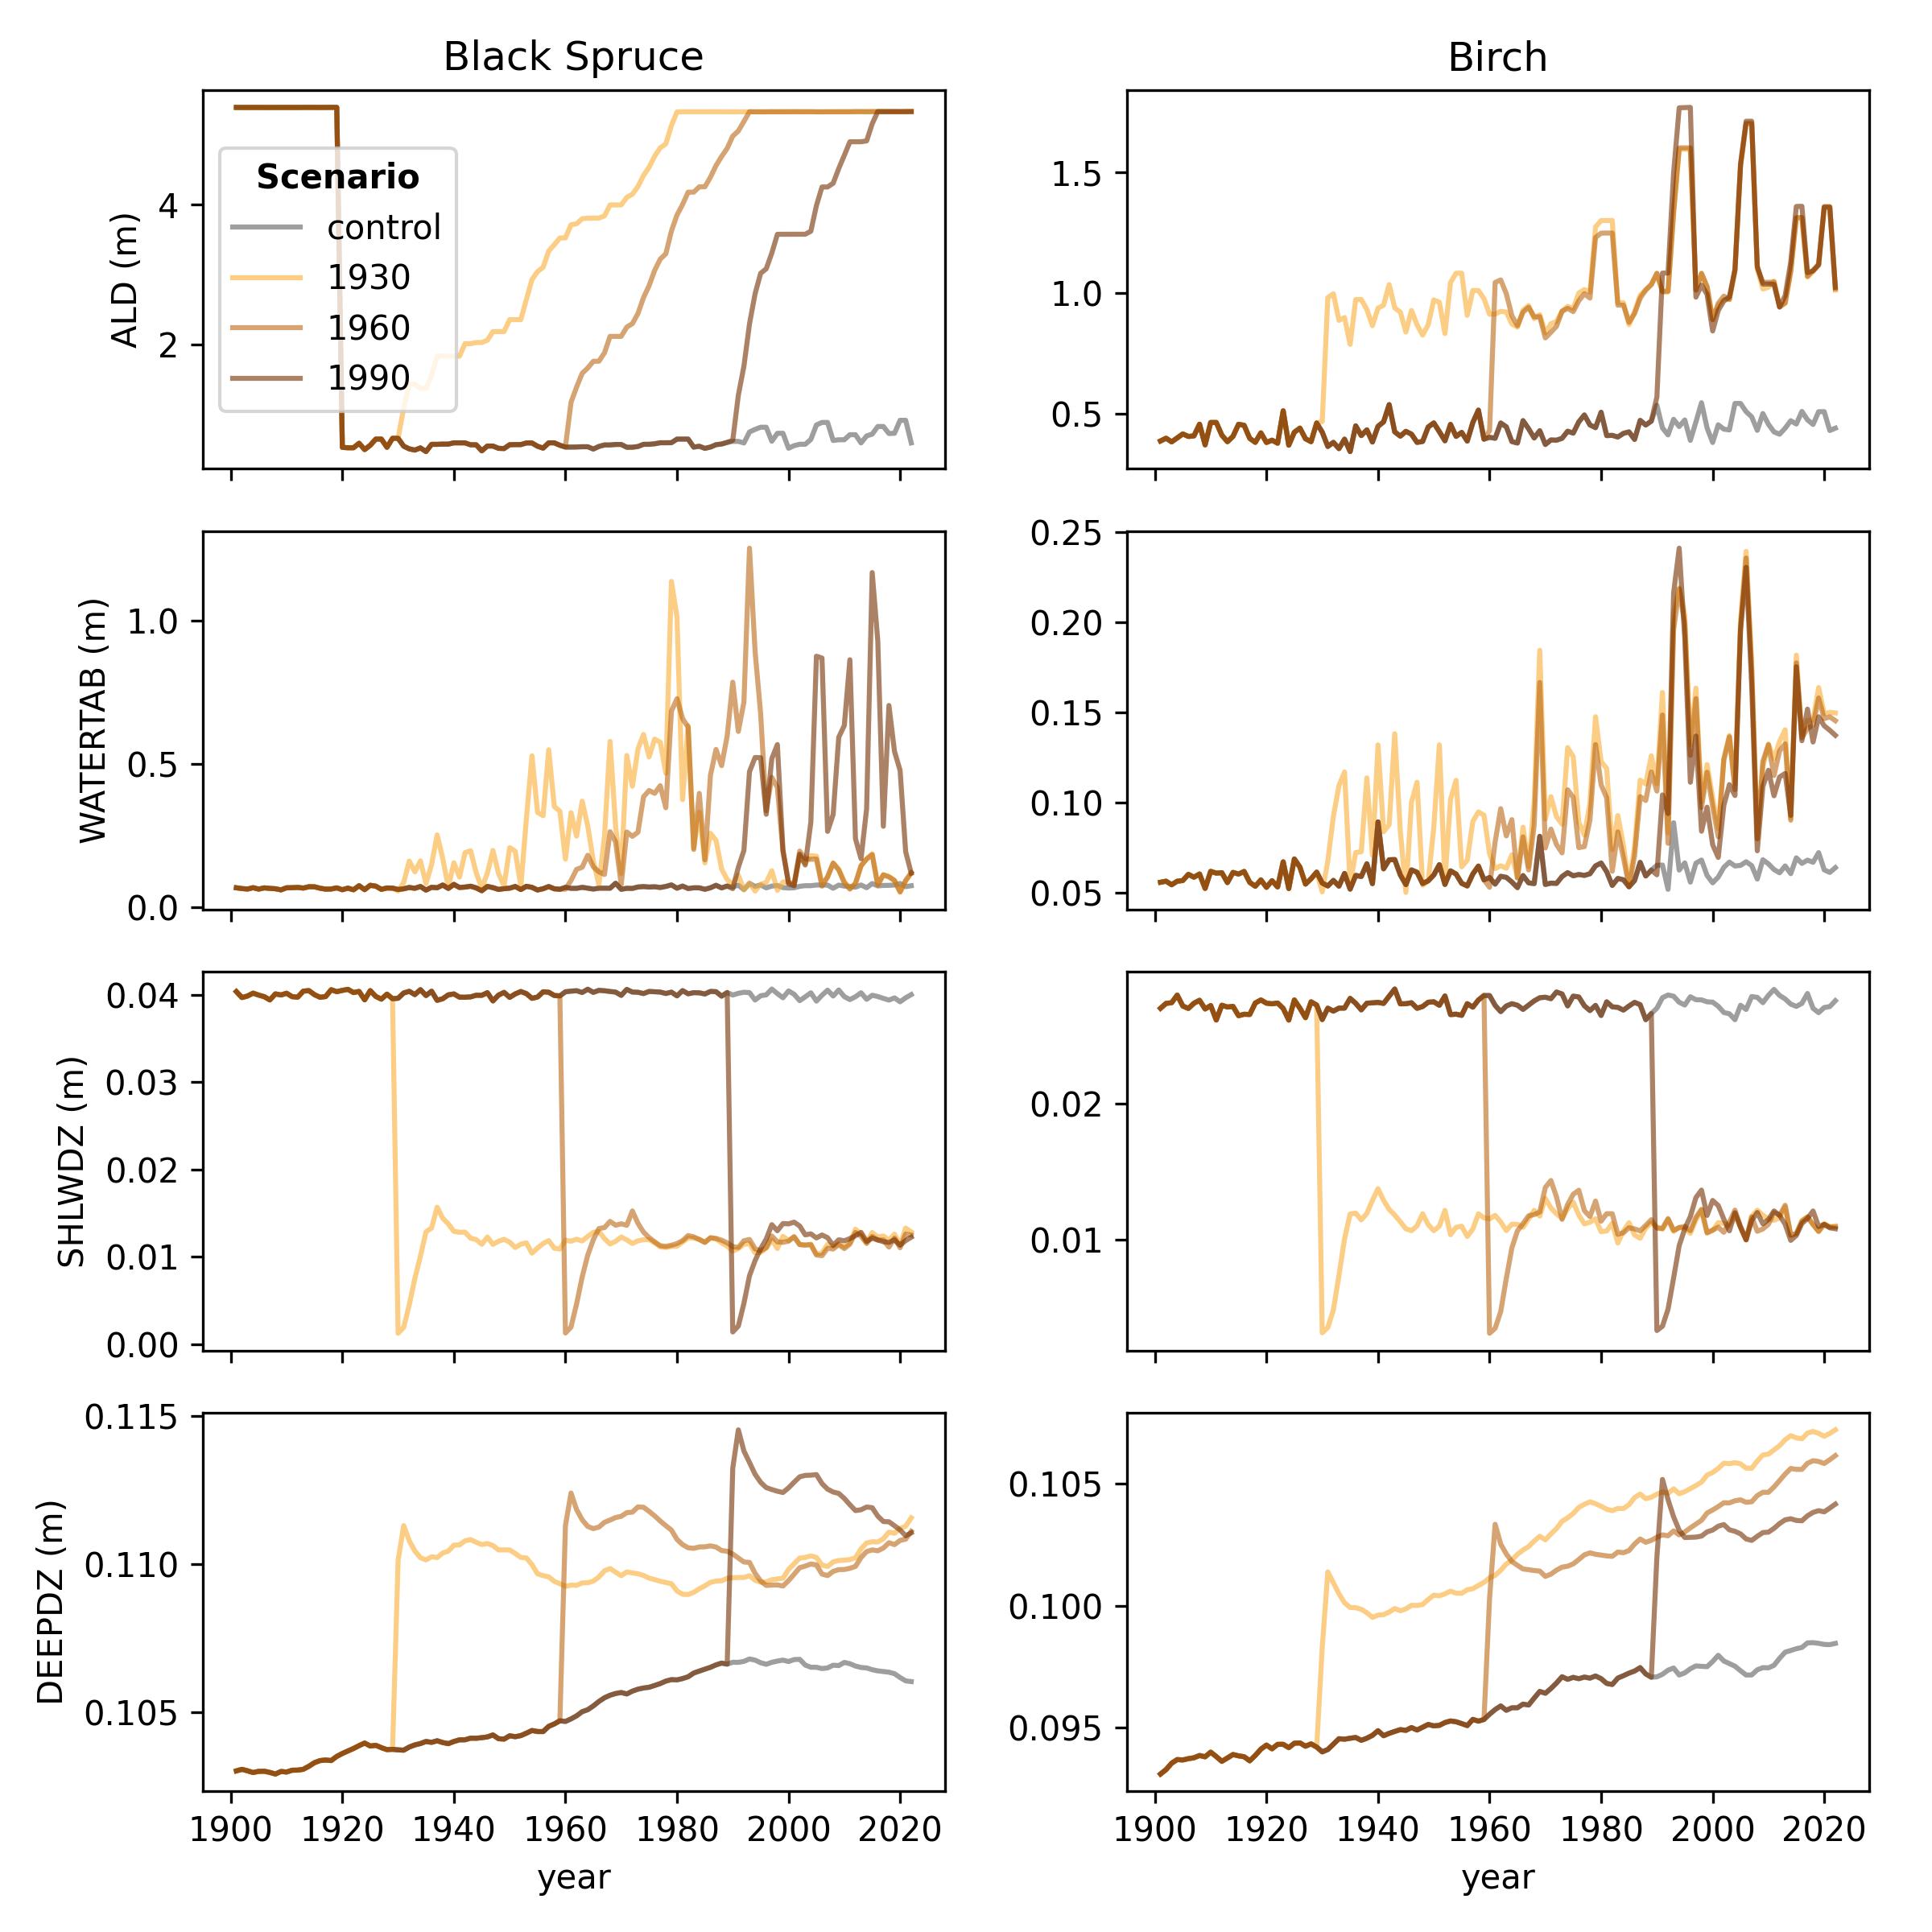 Black Spruce
Birch
ALD (m)
4
2
Scenario
control
1930
1960
1990
1.5
1.0
0.5
WATERTAB (m)
1.0
0.5
0.0
0.25
0.20
0.15
0.10
0.05
SHLWDZ (m)
0.04
0.03
0.02
0.01
0.00
0.02
0.01
DEEPDZ (m)
0.115
0.110
0.105
0.105
0.100
0.095
1900 1920 1940 1960 1980 2000 2020
1900 1920 1940 1960 1980 2000 2020
year
year